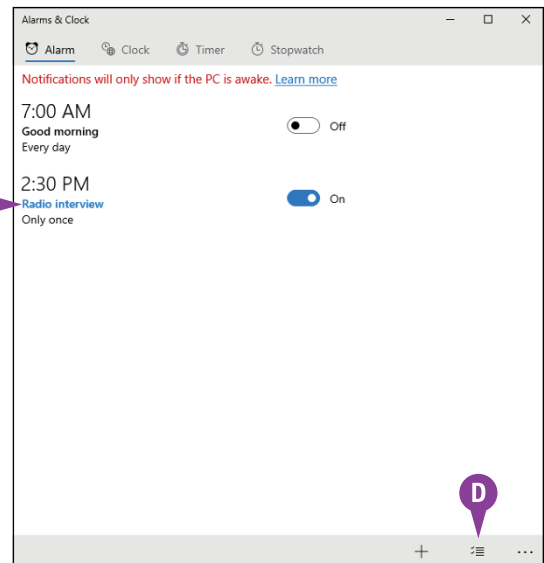 Alarms & Clock
Alarm Clock Timer Stopwatch
Notifications will only show if the PC is awake. Learn more
7:00 AM
Good morning
Every day
Off
2:30 PM
Radio interview
Only once
On
D